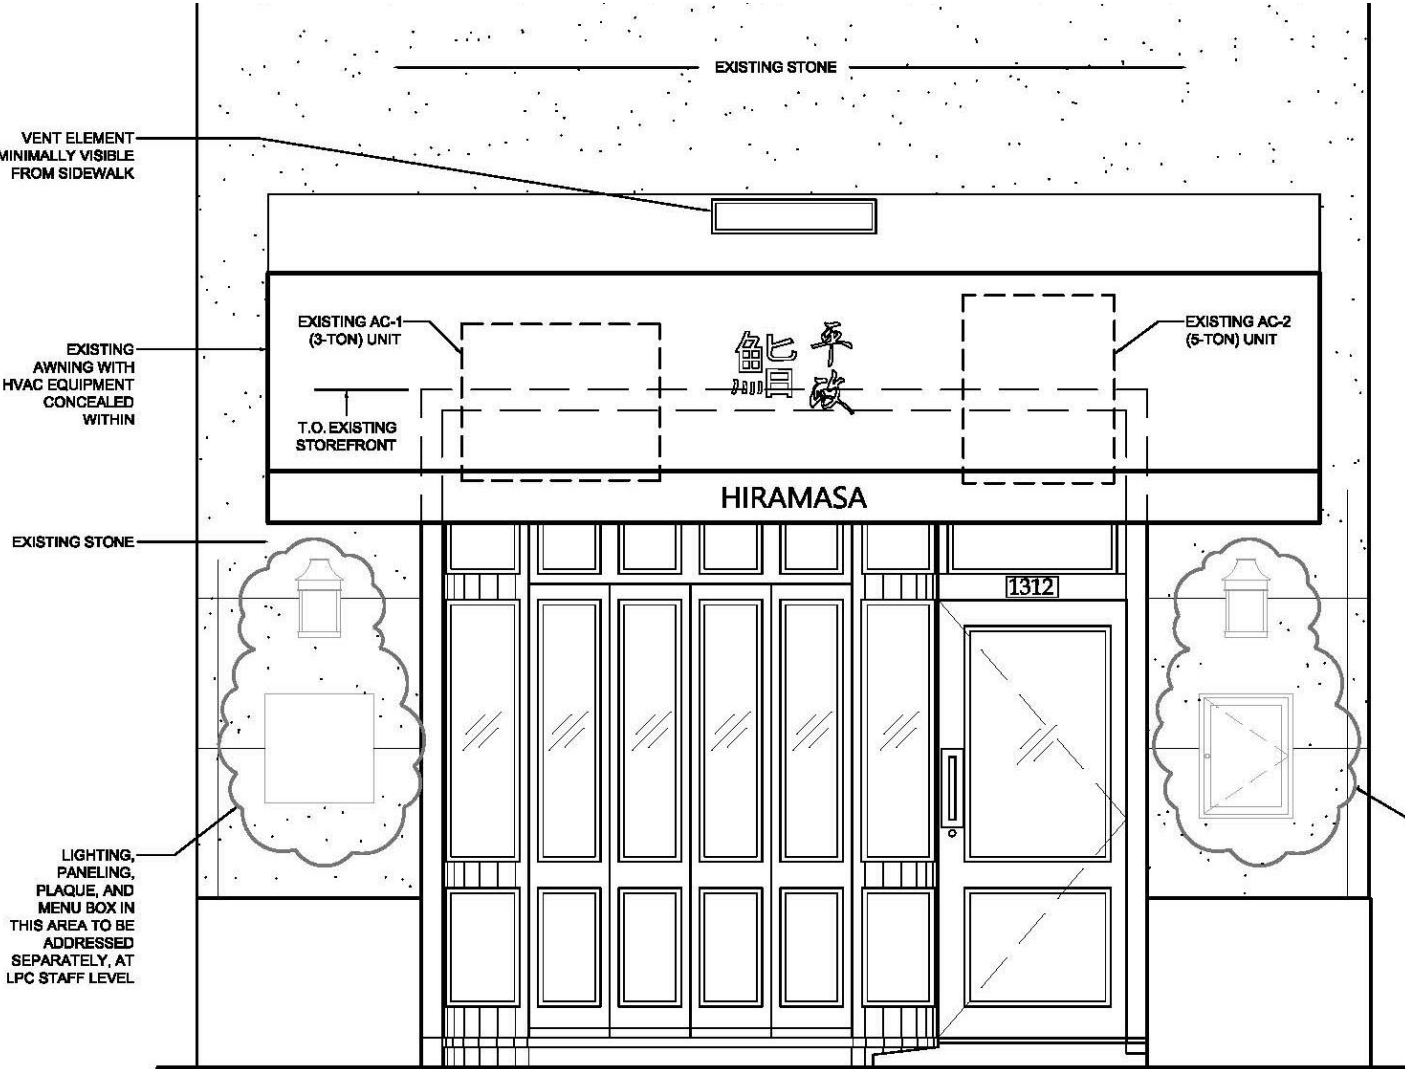 EXISTING STONE
VENT ELEMENT
MINIMALLY VISIBLE
FROM SIDEWALK
EXISTING AC-1
(3-TON) UNIT
平
政
EXISTING AC-2
(5-TON) UNIT
EXISTING
AWNING WITH
HVAC EQUIPMENT
CONCEALED
WITHIN
T.O. EXISTING
STOREFRONT
HIRAMASA
EXISTING STONE
1312
LIGHTING,
PANELING,
PLAQUE, AND
MENU BOX IN
THIS AREA TO BE
ADDRESSED
SEPARATELY, AT
LPC STAFF LEVEL